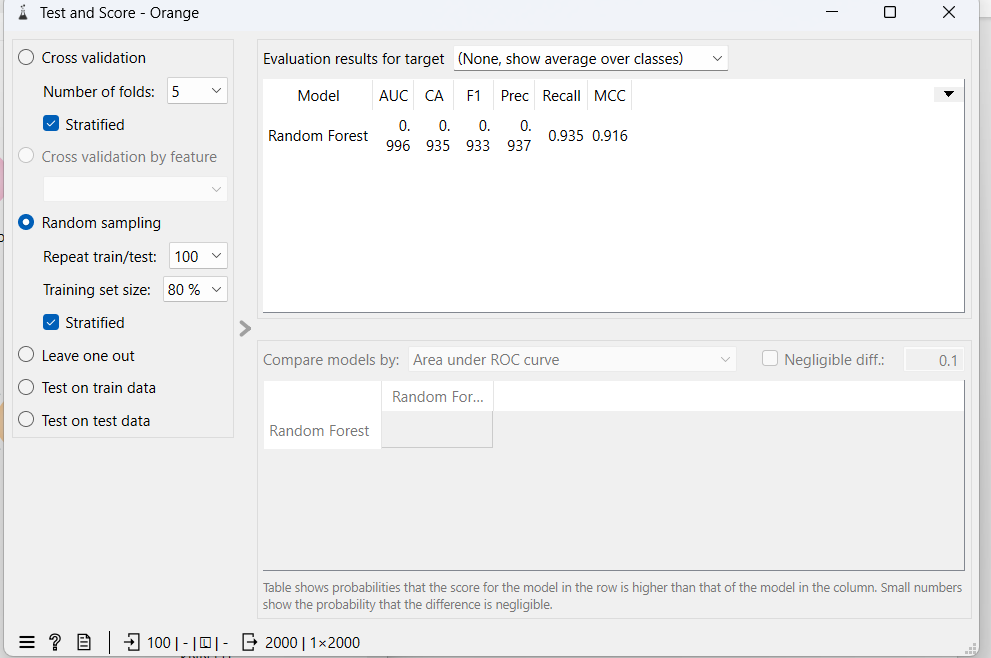 Test and Score - Orange
Cross validation
Number of folds: 5
Stratified
Cross validation by feature
Random sampling
Repeat train/test: 100
Training set size: 80 %
Stratified
Leave one out
Test on train data
Test on test data
Evaluation results for target (None, show average over classes)
Model AUC CA F1 Prec Recall MCC
Random Forest 0.996 0.935 0.933 0.937 0.935 0.916
Compare models by: Area under ROC curve Negligible diff.: 0.1
Random For...
Random Forest
Table shows probabilities that the score for the model in the row is higher than that of the model in the column. Small numbers
show the probability that the difference is negligible.
100 | - | - 2000 | 1×2000